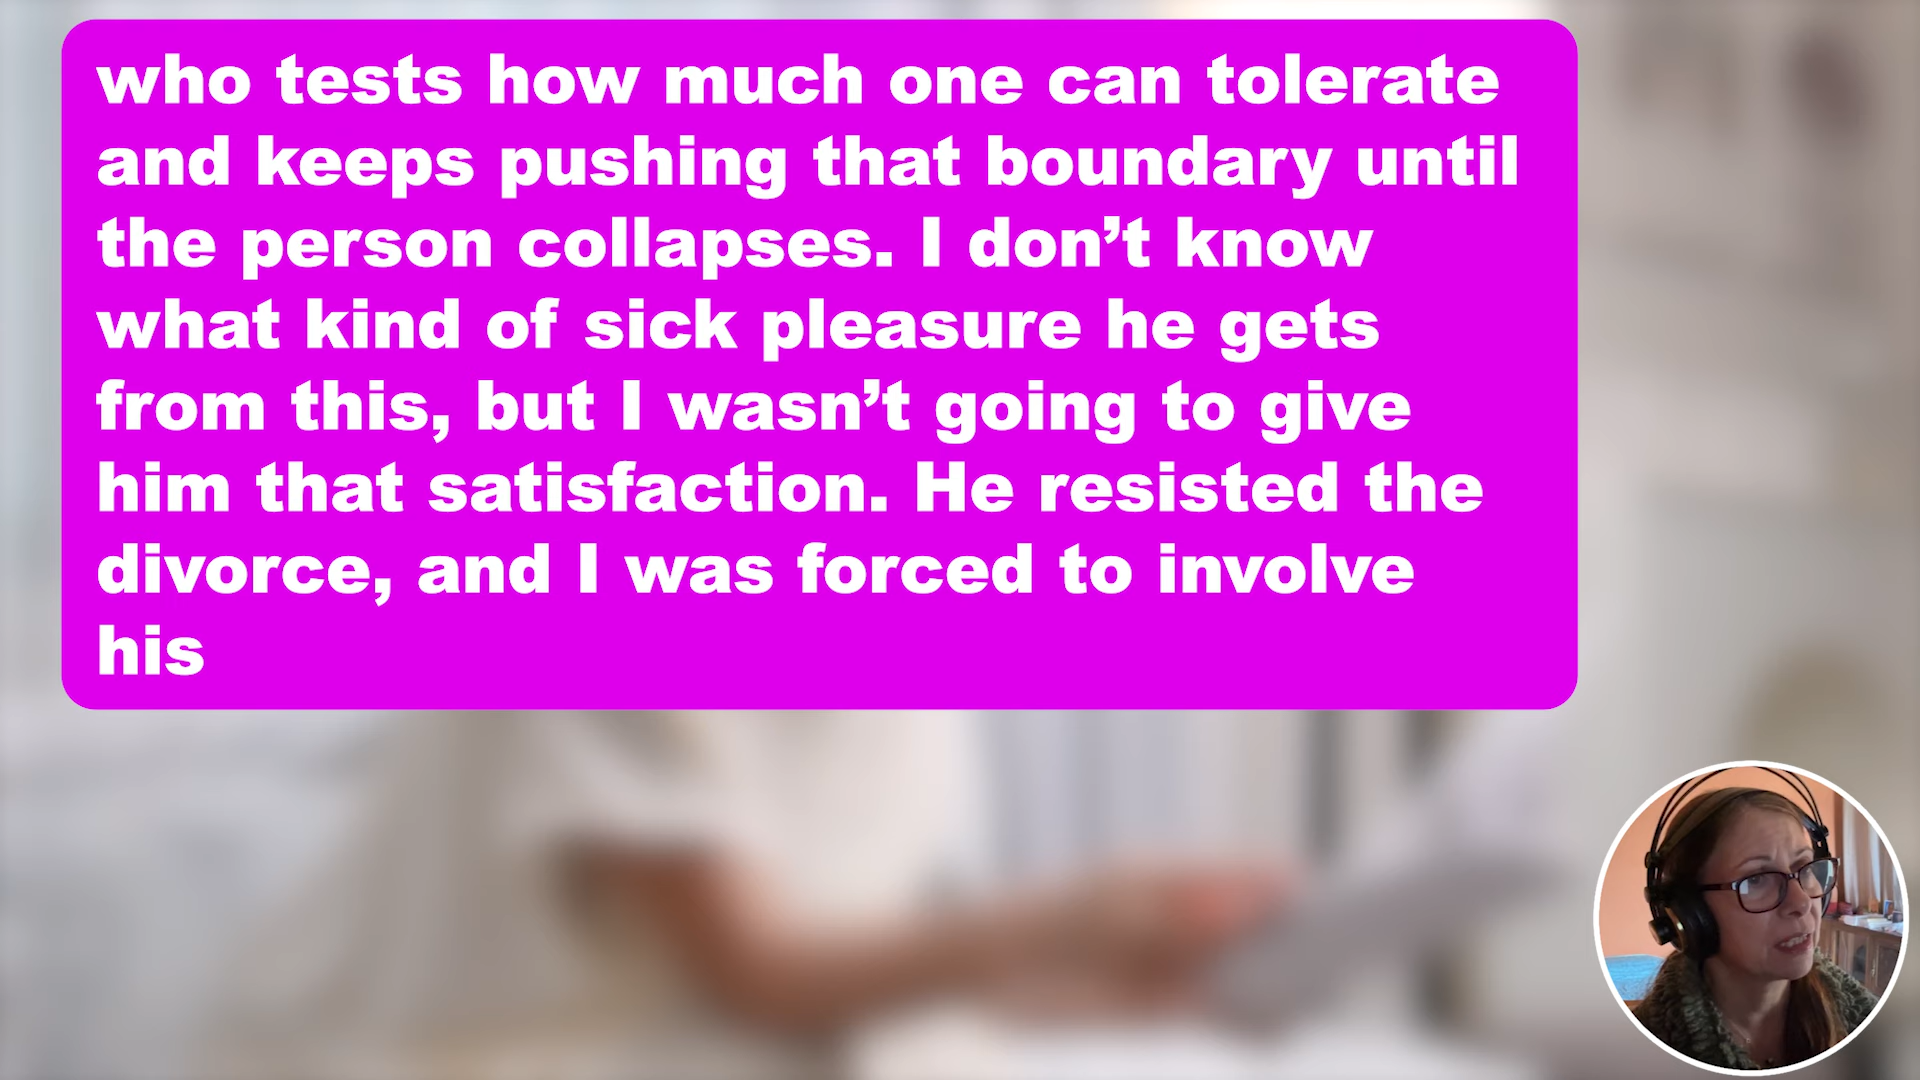 who tests how much one can tolerate
and keeps pushing that boundary until
the person collapses. I don’t know
what kind of sick pleasure he gets
from this, but I wasn’t going to give
him that satisfaction. He resisted the
divorce, and I was forced to involve
his